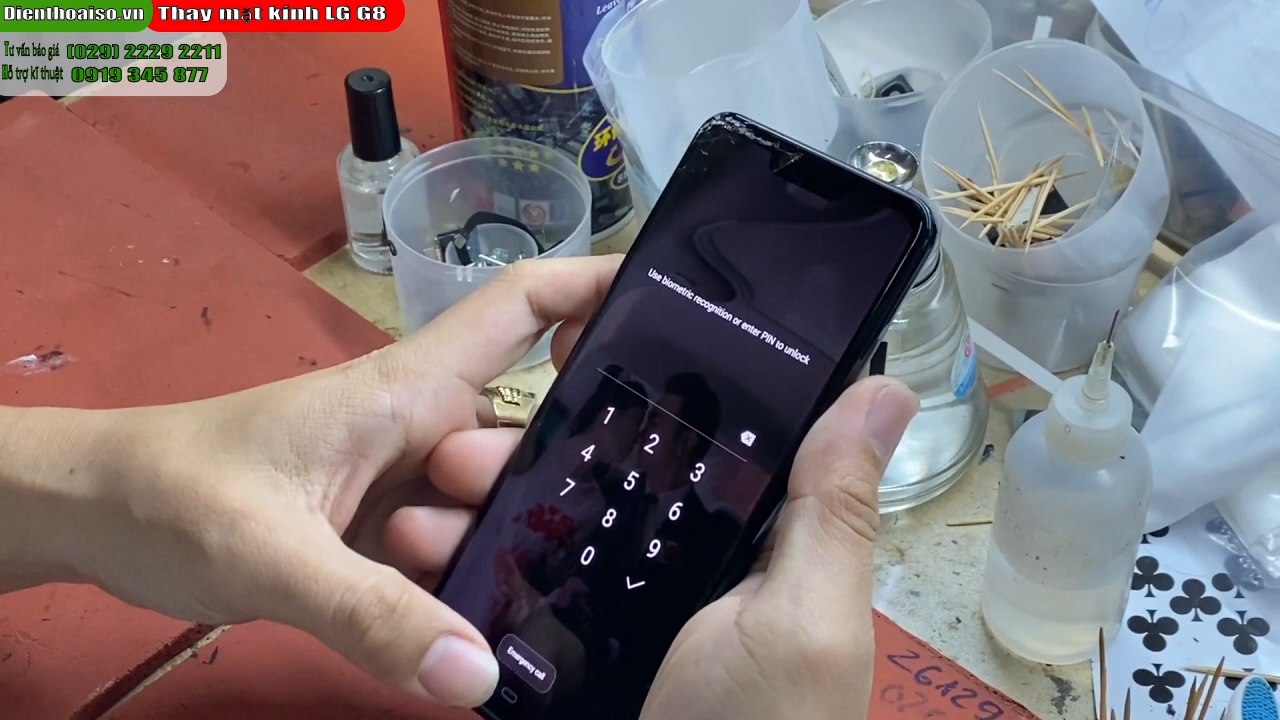 Dienthoaiso.vn
Thay mặt kính LG G8
Tư vấn báo giá (029) 2229 2211
Hỗ trợ kĩ thuật 0919 345 877
Use biometric recognition or enter PIN to unlock
1 2 3
4 5 6
7 8 9
0
Emergency call